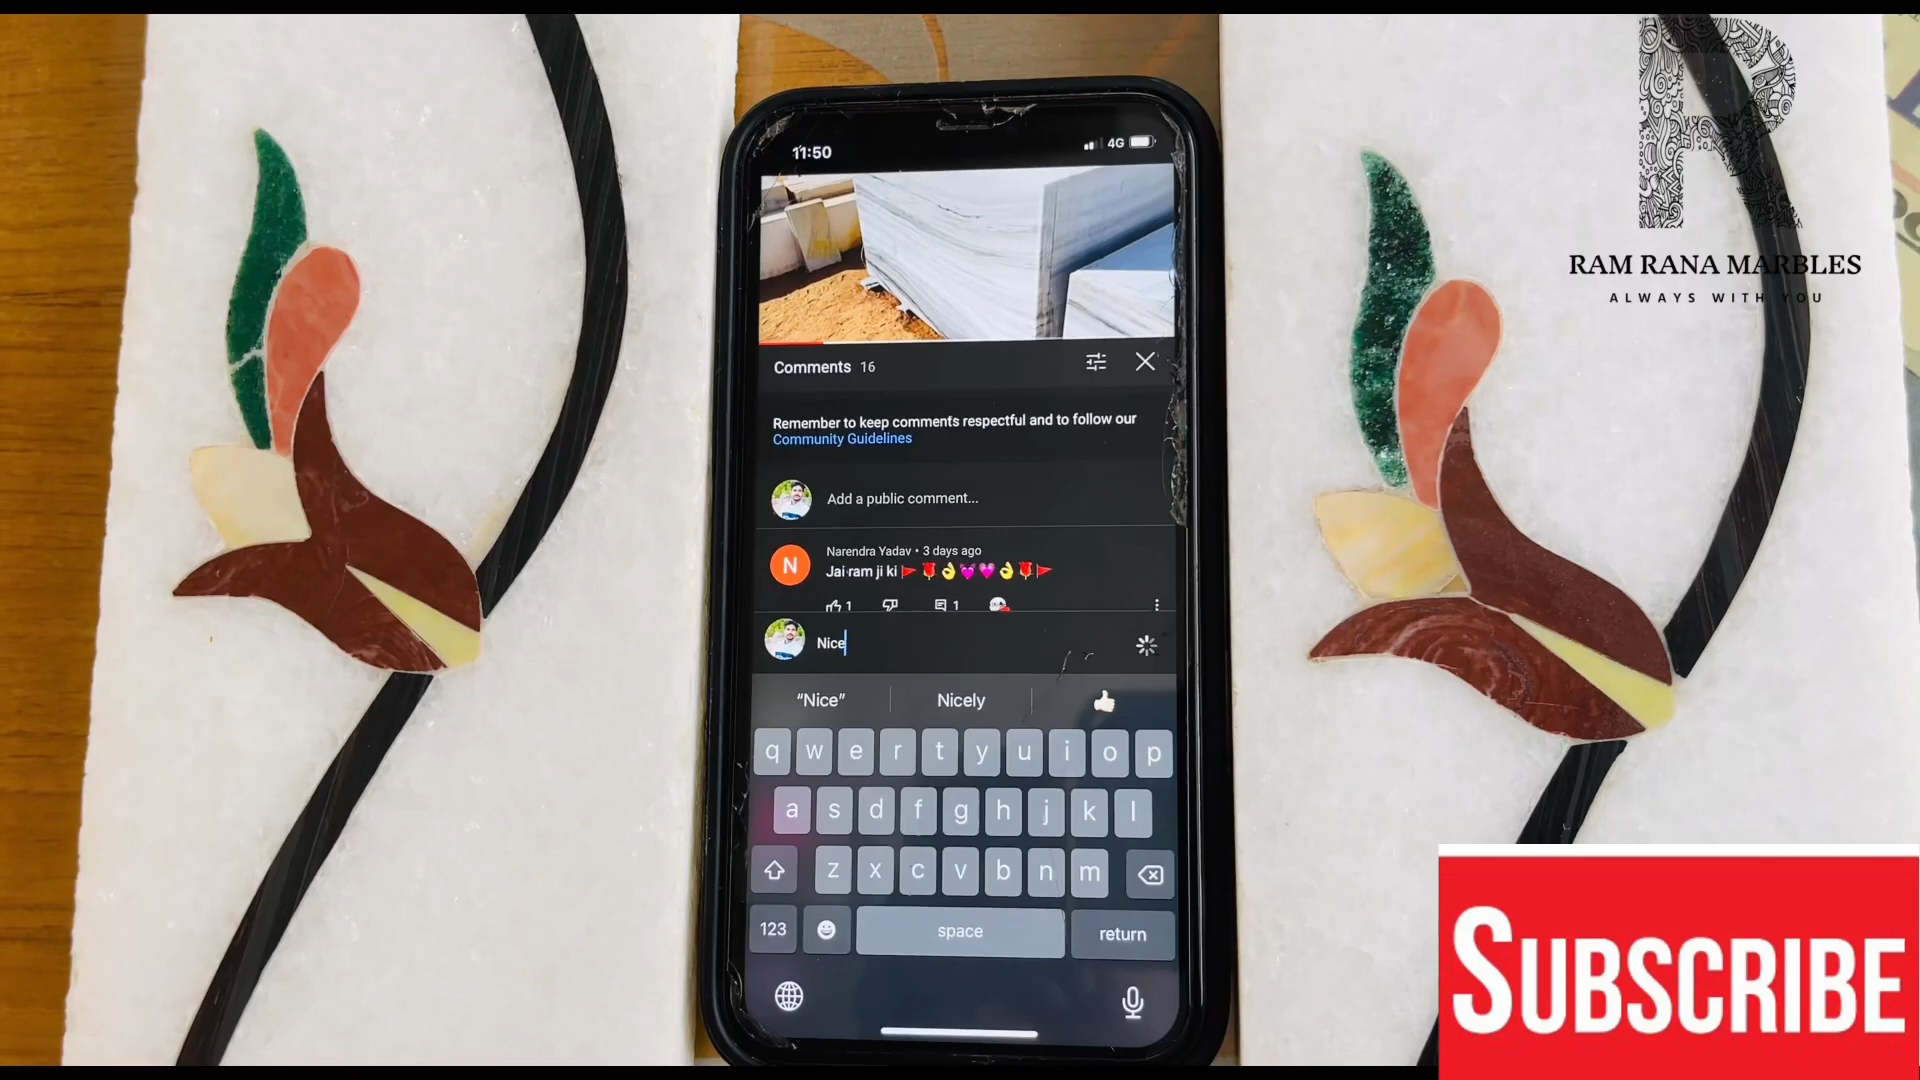 11:50
4G
Comments 16
Remember to keep comments respectful and to follow our
Community Guidelines
Add a public comment...
N
Narendra Yadav • 3 days ago
Jai ram ji ki 🚩🌹👌💓💗👌🌹🚩
1
1
Nice
“Nice” Nicely 👍🏻
q w e r t y u i o p
a s d f g h j k l
z x c v b n m
123 space return
R
RAM RANA MARBLES
ALWAYS WITH YOU
SUBSCRIBE